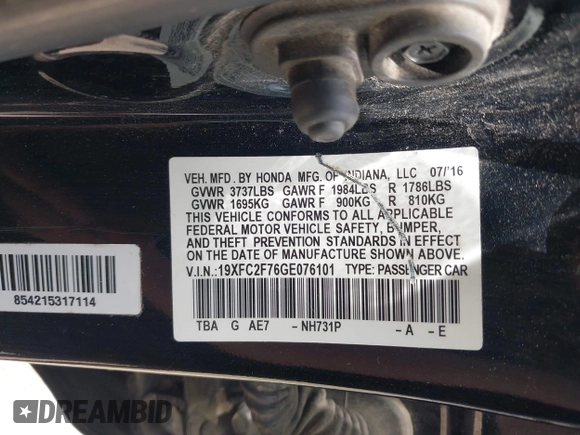 VEH. MFD. BY HONDA MFG. OF INDIANA, LLC 07/'16
GVWR 3737LBS GAWR F 1984LBS R 1786LBS
GVWR 1695KG GAWR F 900KG R 810KG
THIS VEHICLE CONFORMS TO ALL APPLICABLE
FEDERAL MOTOR VEHICLE SAFETY, BUMPER,
AND THEFT PREVENTION STANDARDS IN EFFECT
ON THE DATE OF MANUFACTURE SHOWN ABOVE.
V.I.N.:19XFC2F76GE076101 TYPE: PASSENGER CAR
TBA G AE7 - NH731P - A - E
854215317114
DREAMBID